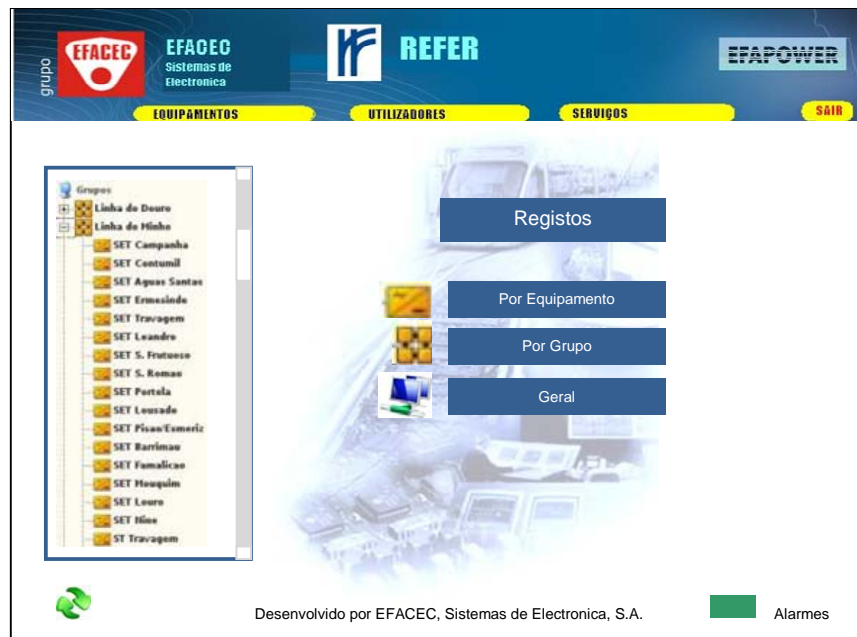 grupo
EFACEC
EFACEC
Sistemas de
Electronica
REFER
EFAPOWER
EQUIPAMENTOS
UTILIZADORES
SERVIÇOS
SAIR
Grupos
Linha do Douro
Linha do Minho
SET Campanha
SET Contumil
SET Aguas Santas
SET Ermesinde
SET Travagem
SET Leandro
SET S. Frutuoso
SET S. Romao
SET Portela
SET Lousado
SET Pisao/Esmeriz
SET Barrimau
SET Famalicao
SET Mouquim
SET Louro
SET Nine
ST Travagem
Registos
Por Equipamento
Por Grupo
Geral
Desenvolvido por EFACEC, Sistemas de Electronica, S.A.
Alarmes